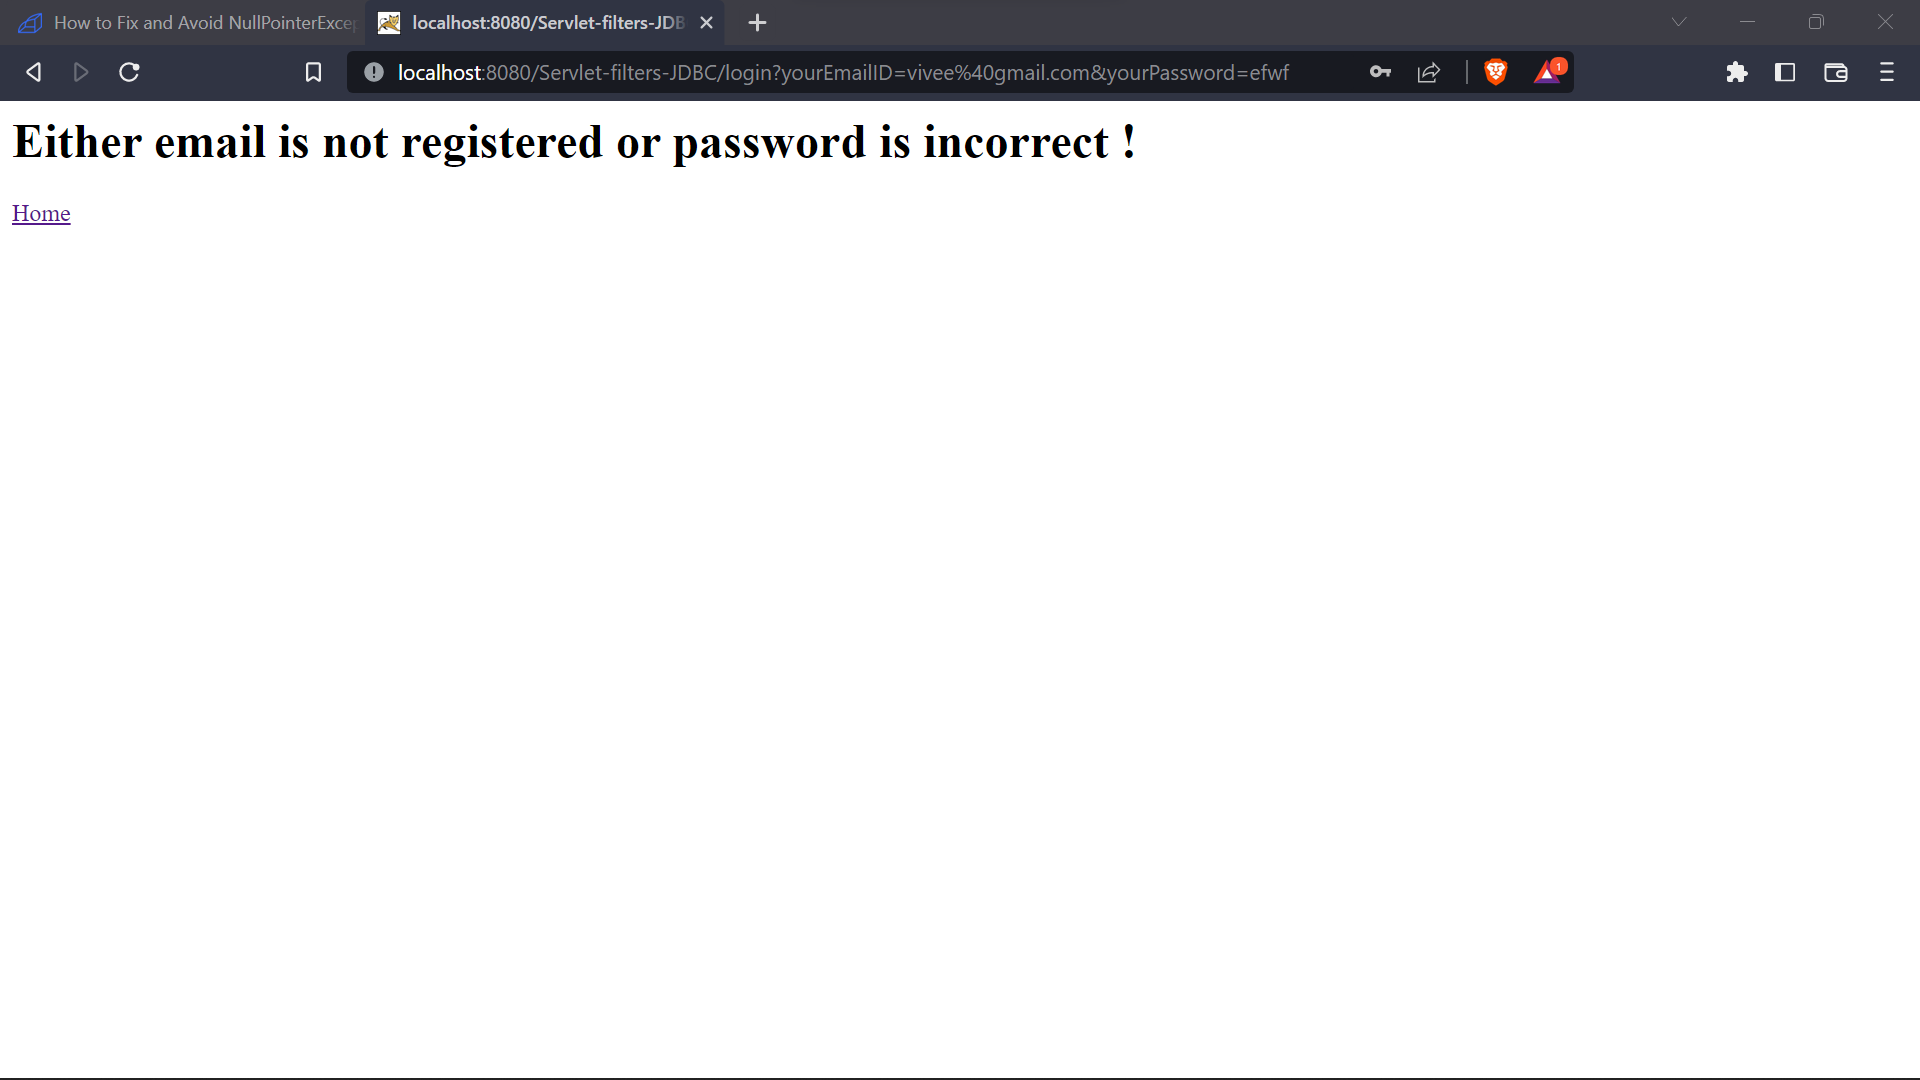 How to Fix and Avoid NullPointerExcep
localhost:8080/Servlet-filters-JDB
localhost:8080/Servlet-filters-JDBC/login?yourEmailID=vivee%40gmail.com&yourPassword=efwf
1
Either email is not registered or password is incorrect !
Home